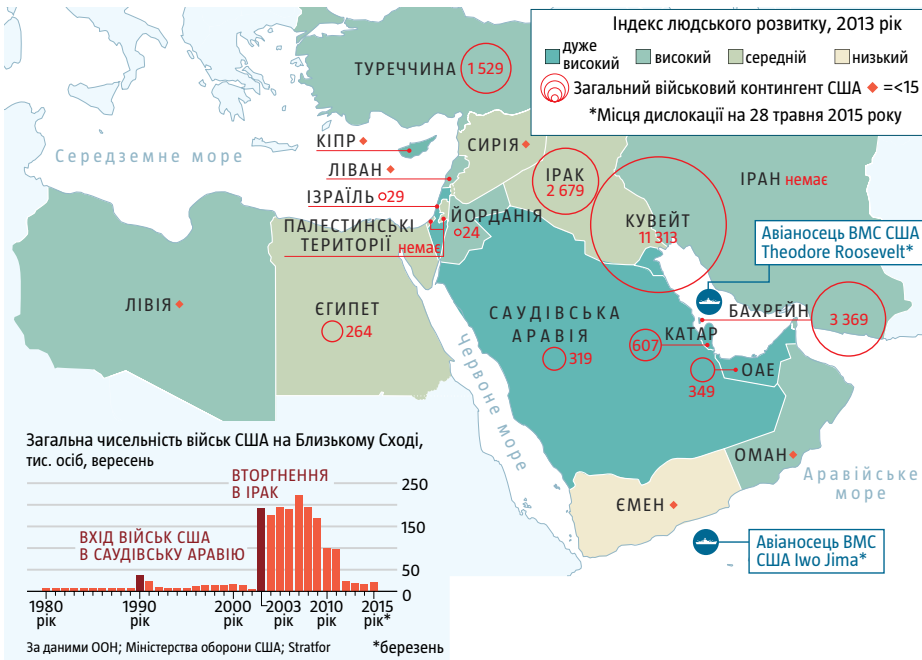 Індекс людського розвитку, 2013 рік
дуже високий
високий
середній
низький
Загальний військовий контингент США =<15
*Місця дислокації на 28 травня 2015 року
ТУРЕЧЧИНА 1 529
КІПР
Середземне море
СИРІЯ
ЛІВАН
ІРАК
2 679
ІРАН немає
ІЗРАЇЛЬ 29
ЙОРДАНІЯ
24
ПАЛЕСТИНСЬКІ
ТЕРИТОРІЇ немає
КУВЕЙТ
11 313
Авіаносець ВМС США
Theodore Roosevelt*
ЛІВІЯ
ЄГИПЕТ
264
САУДІВСЬКА
АРАВІЯ
319
БАХРЕЙН
3 369
КАТАР
607
ОАЕ
349
Червоне море
ОМАН
Аравійське
море
ЄМЕН
Авіаносець ВМС
США Iwo Jima*
Загальна чисельність військ США на Близькому Сході,
тис. осіб, вересень
250
ВТОРГНЕННЯ
В ІРАК
150
ВХІД ВІЙСЬК США
В САУДІВСЬКУ АРАВІЮ
50
0
1980
рік
1990
рік
2000
рік
2003
рік
2010
рік
2015
рік*
За даними ООН; Міністерства оборони США; Stratfor
*березень